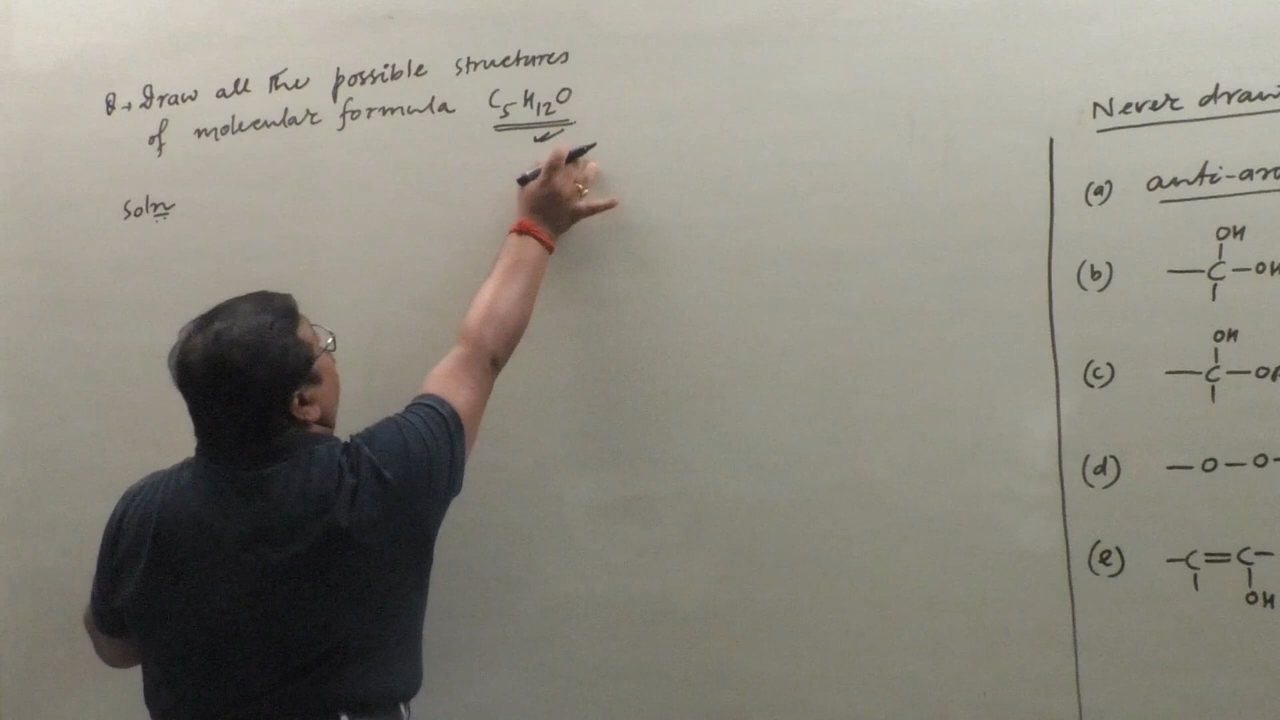 Q→ Draw all the possible structures
of molecular formula C₅H₁₂O
Soln
Never draw
(a) anti-aro
(b) OH
—C—OH
(c) OH
—C—
(d) —O—O—
(e) —C=C—
OH